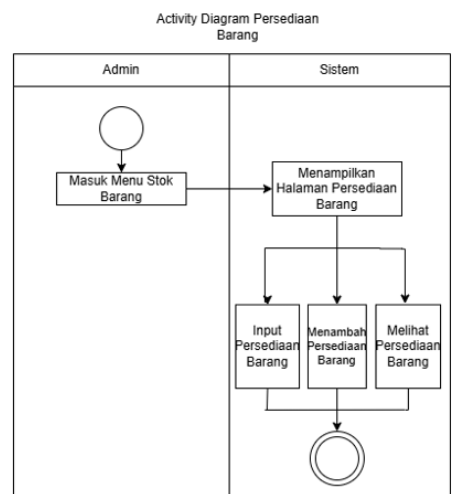 Activity Diagram Persediaan
Barang
Admin
Sistem
Masuk Menu Stok
Barang
Menampilkan
Halaman Persediaan
Barang
Input
Persediaan
Barang
Menambah
Persediaan
Barang
Melihat
Persediaan
Barang